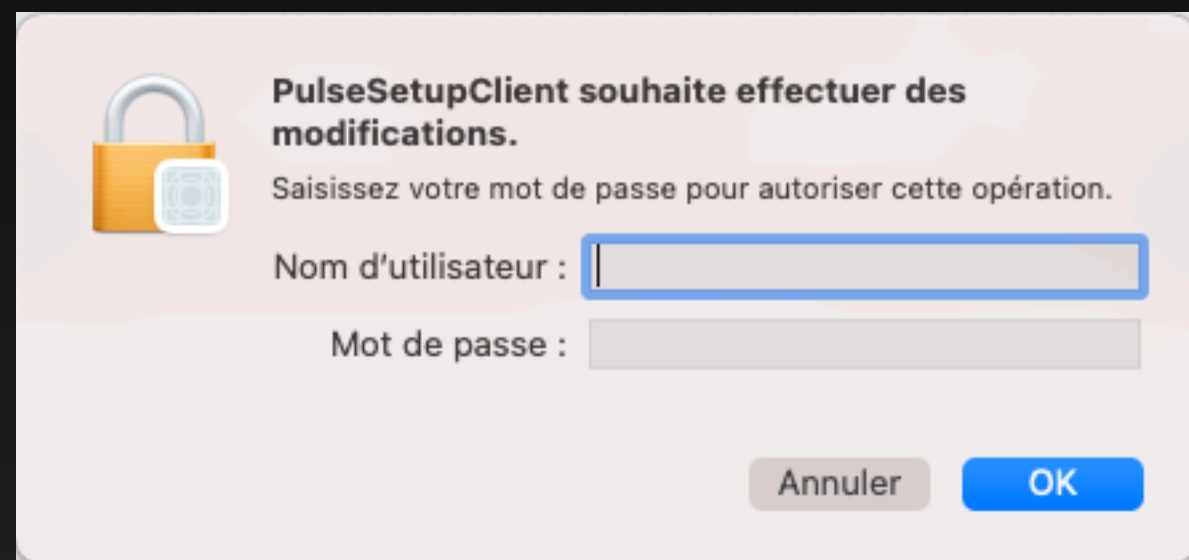 PulseSetupClient souhaite effectuer des
modifications.
Saisissez votre mot de passe pour autoriser cette opération.
Nom d’utilisateur :
Mot de passe :
Annuler OK